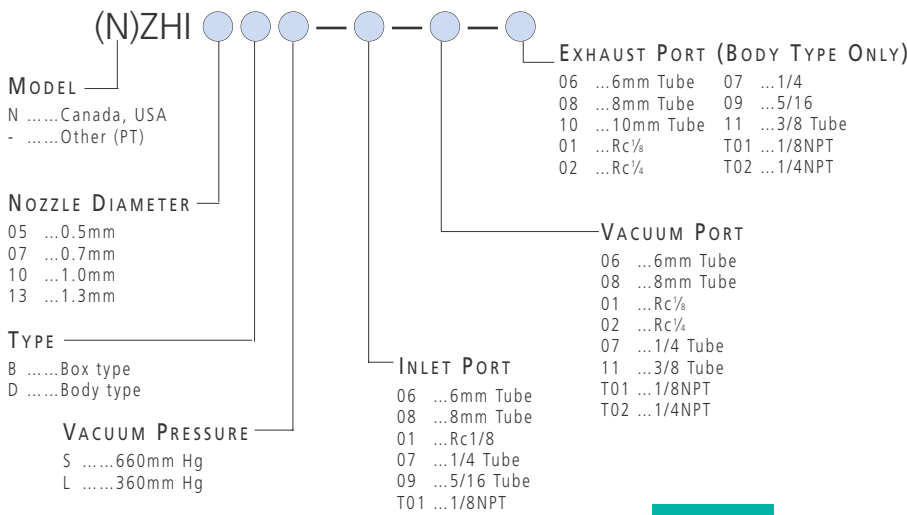 (N)ZHI — — —
MODEL
N ......Canada, USA
- ......Other (PT)
NOZZLE DIAMETER
05 ...0.5mm
07 ...0.7mm
10 ...1.0mm
13 ...1.3mm
TYPE
B ......Box type
D ......Body type
VACUUM PRESSURE
S ......660mm Hg
L ......360mm Hg
INLET PORT
06 ...6mm Tube
08 ...8mm Tube
01 ...Rc1/8
07 ...1/4 Tube
09 ...5/16 Tube
T01 ...1/8NPT
VACUUM PORT
06 ...6mm Tube
08 ...8mm Tube
01 ...Rc⅛
02 ...Rc¼
07 ...1/4 Tube
11 ...3/8 Tube
T01 ...1/8NPT
T02 ...1/4NPT
EXHAUST PORT (BODY TYPE ONLY)
06 ...6mm Tube 07 ...1/4
08 ...8mm Tube 09 ...5/16
10 ...10mm Tube 11 ...3/8 Tube
01 ...Rc⅛ T01 ...1/8NPT
02 ...Rc¼ T02 ...1/4NPT